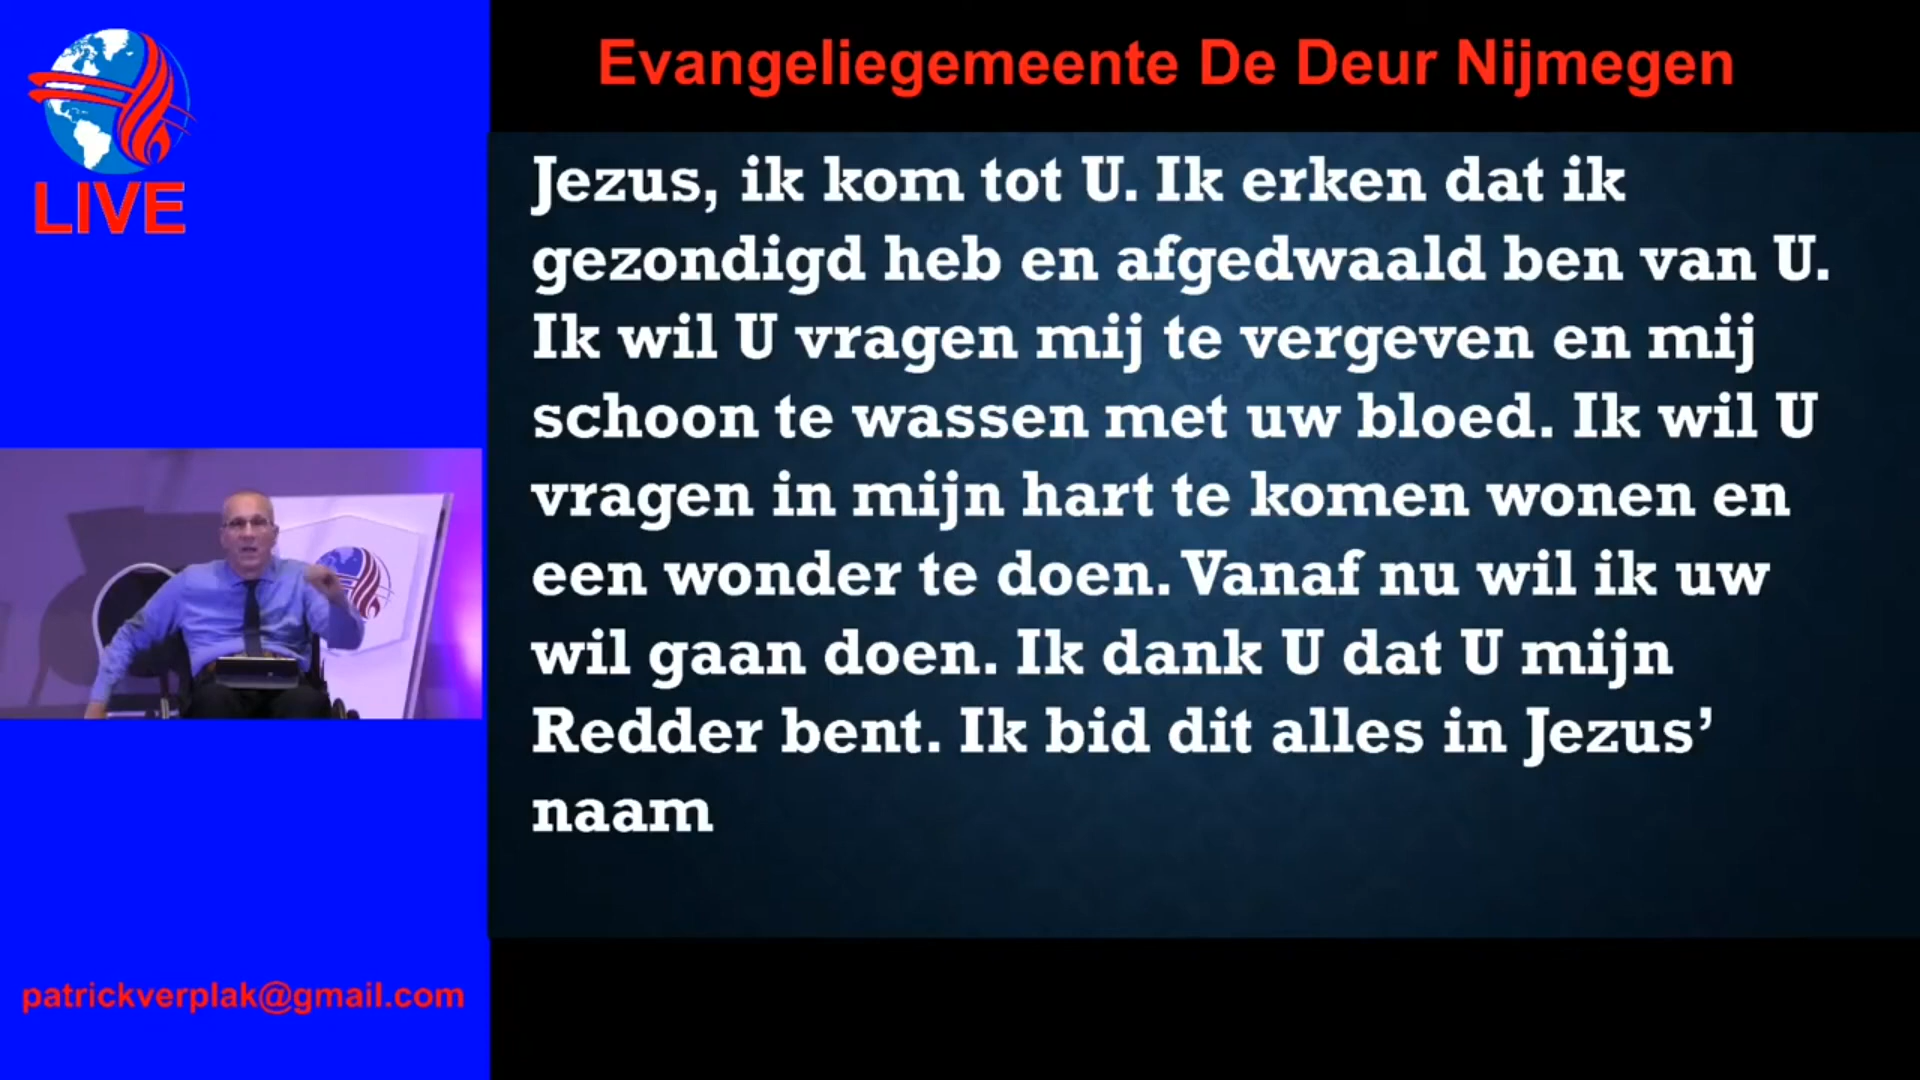 LIVE
Evangeliegemeente De Deur Nijmegen
Jezus, ik kom tot U. Ik erken dat ik
gezondigd heb en afgedwaald ben van U.
Ik wil U vragen mij te vergeven en mij
schoon te wassen met uw bloed. Ik wil U
vragen in mijn hart te komen wonen en
een wonder te doen. Vanaf nu wil ik uw
wil gaan doen. Ik dank U dat U mijn
Redder bent. Ik bid dit alles in Jezus’
naam
patrickverplak@gmail.com